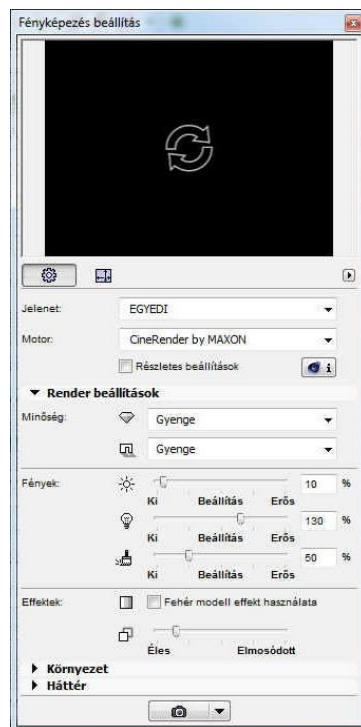 Fényképezés beállítás
Jelenet: EGYEDI
Motor: CineRender by MAXON
Részletes beállítások i
Render beállítások
Minőség: Gyenge
Gyenge
Fények: 10 %
Ki Beállítás Erős
130 %
Ki Beállítás Erős
50 %
Ki Beállítás Erős
Effektek: Fehér modell effekt használata
Éles Elmosódott
Környezet
Háttér